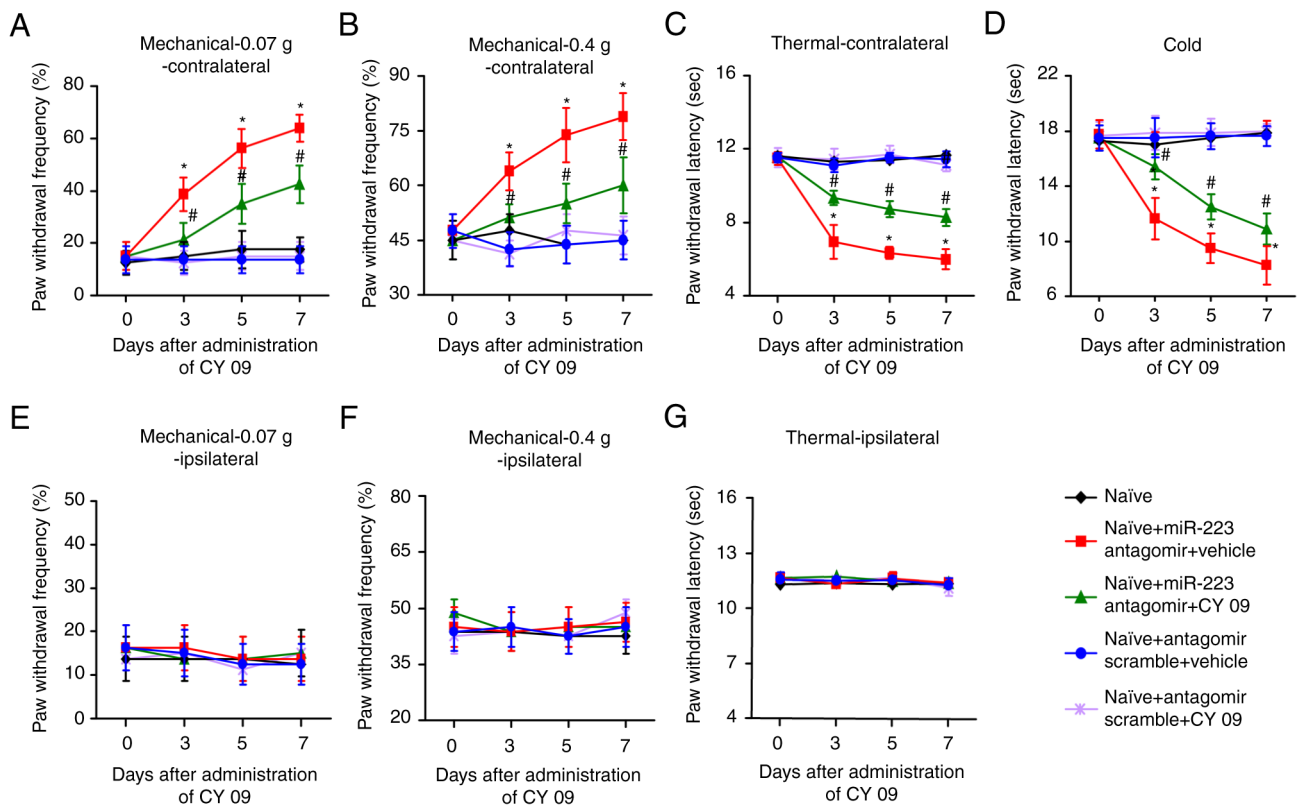 A
Mechanical-0.07 g
-contralateral
Paw withdrawal frequency (%)
80
60
40
20
0
*
*
*
#
#
#
0 3 5 7
Days after administration
of CY 09
B
Mechanical-0.4 g
-contralateral
Paw withdrawal frequency (%)
90
75
60
45
30
*
*
*
#
#
#
0 3 5 7
Days after administration
of CY 09
C
Thermal-contralateral
Paw withdrawal latency (sec)
16
12
8
4
#
#
#
*
*
*
0 3 5 7
Days after administration
of CY 09
D
Cold
Paw withdrawal latency (sec)
22
18
14
10
6
#
#
#
*
*
*
0 3 5 7
Days after administration
of CY 09
E
Mechanical-0.07 g
-ipsilateral
Paw withdrawal frequency (%)
50
40
30
20
10
0
0 3 5 7
Days after administration
of CY 09
F
Mechanical-0.4 g
-ipsilateral
Paw withdrawal frequency (%)
80
65
50
35
20
0 3 5 7
Days after administration
of CY 09
G
Thermal-ipsilateral
Paw withdrawal latency (sec)
16
13
10
7
4
0 3 5 7
Days after administration
of CY 09
Naïve
Naïve+miR-223
antagomir+vehicle
Naïve+miR-223
antagomir+CY 09
Naïve+antagomir
scramble+vehicle
Naïve+antagomir
scramble+CY 09